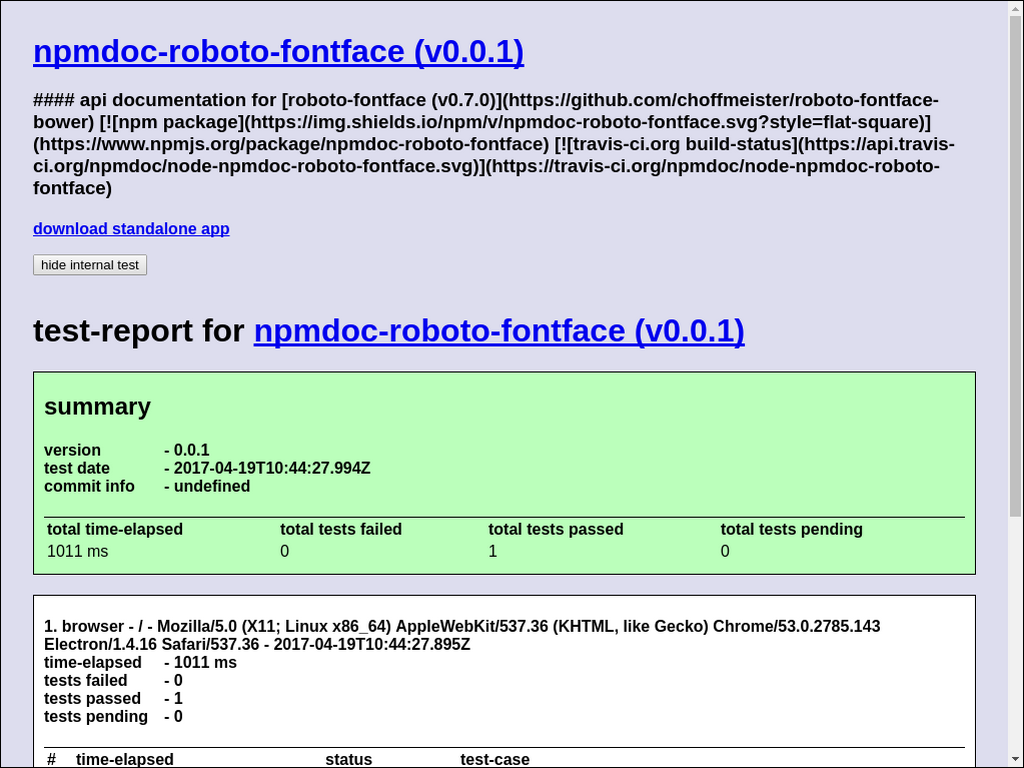 npmdoc-roboto-fontface (v0.0.1)
#### api documentation for [roboto-fontface (v0.7.0)](https://github.com/choffmeister/roboto-fontface-
bower) [![npm package](https://img.shields.io/npm/v/npmdoc-roboto-fontface.svg?style=flat-square)]
(https://www.npmjs.org/package/npmdoc-roboto-fontface) [![travis-ci.org build-status](https://api.travis-
ci.org/npmdoc/node-npmdoc-roboto-fontface.svg)](https://travis-ci.org/npmdoc/node-npmdoc-roboto-
fontface)
download standalone app
hide internal test
test-report for npmdoc-roboto-fontface (v0.0.1)
summary
version - 0.0.1
test date - 2017-04-19T10:44:27.994Z
commit info - undefined
total time-elapsed total tests failed total tests passed total tests pending
1011 ms 0 1 0
1. browser - / - Mozilla/5.0 (X11; Linux x86_64) AppleWebKit/537.36 (KHTML, like Gecko) Chrome/53.0.2785.143
Electron/1.4.16 Safari/537.36 - 2017-04-19T10:44:27.895Z
time-elapsed - 1011 ms
tests failed - 0
tests passed - 1
tests pending - 0
# time-elapsed status test-case